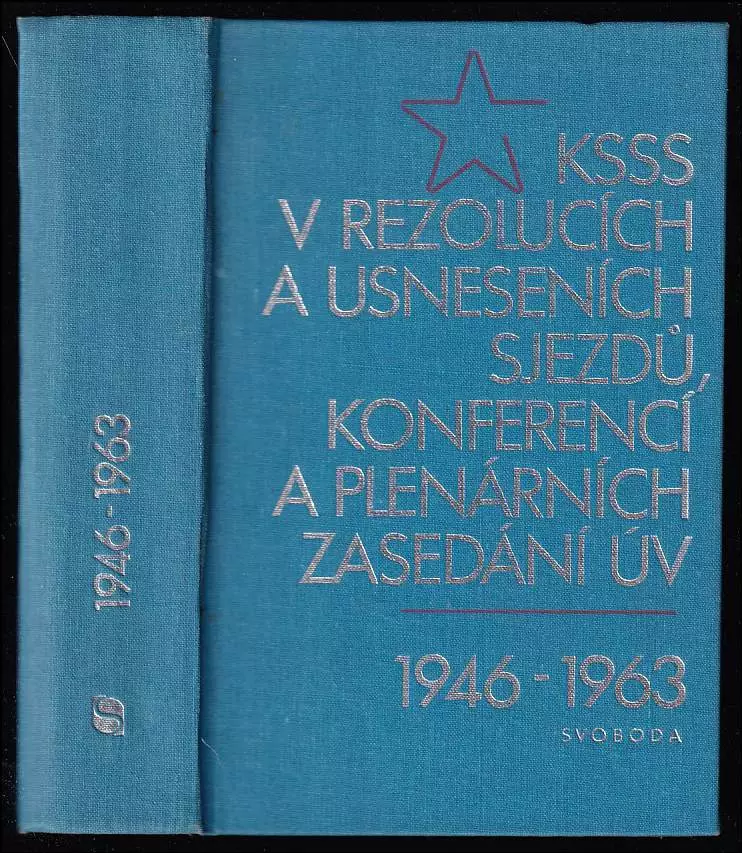 1946-1963
KSSS
V REZOLUCÍCH
A USNESENÍCH
SJEZDŮ,
KONFERENCÍ
A PLENÁRNÍCH
ZASEDÁNÍ ÚV
1946-1963
SVOBODA